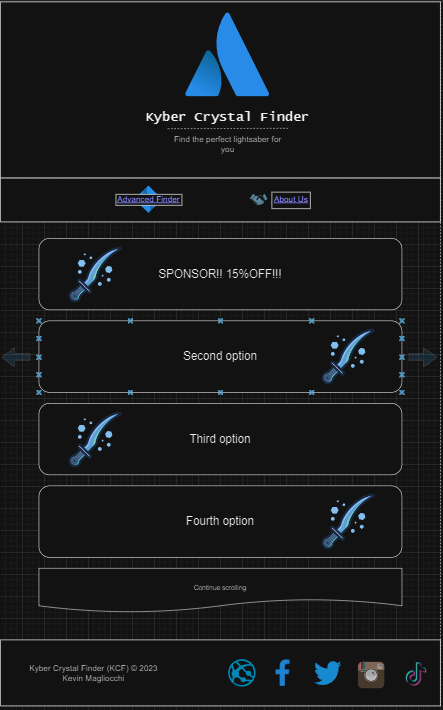 Kyber Crystal Finder
Find the perfect lightsaber for
you
Advanced Finder
About Us
SPONSOR!! 15%OFF!!!
Second option
Third option
Fourth option
Continue scrolling
Kyber Crystal Finder (KCF) © 2023
Kevin Magliocchi